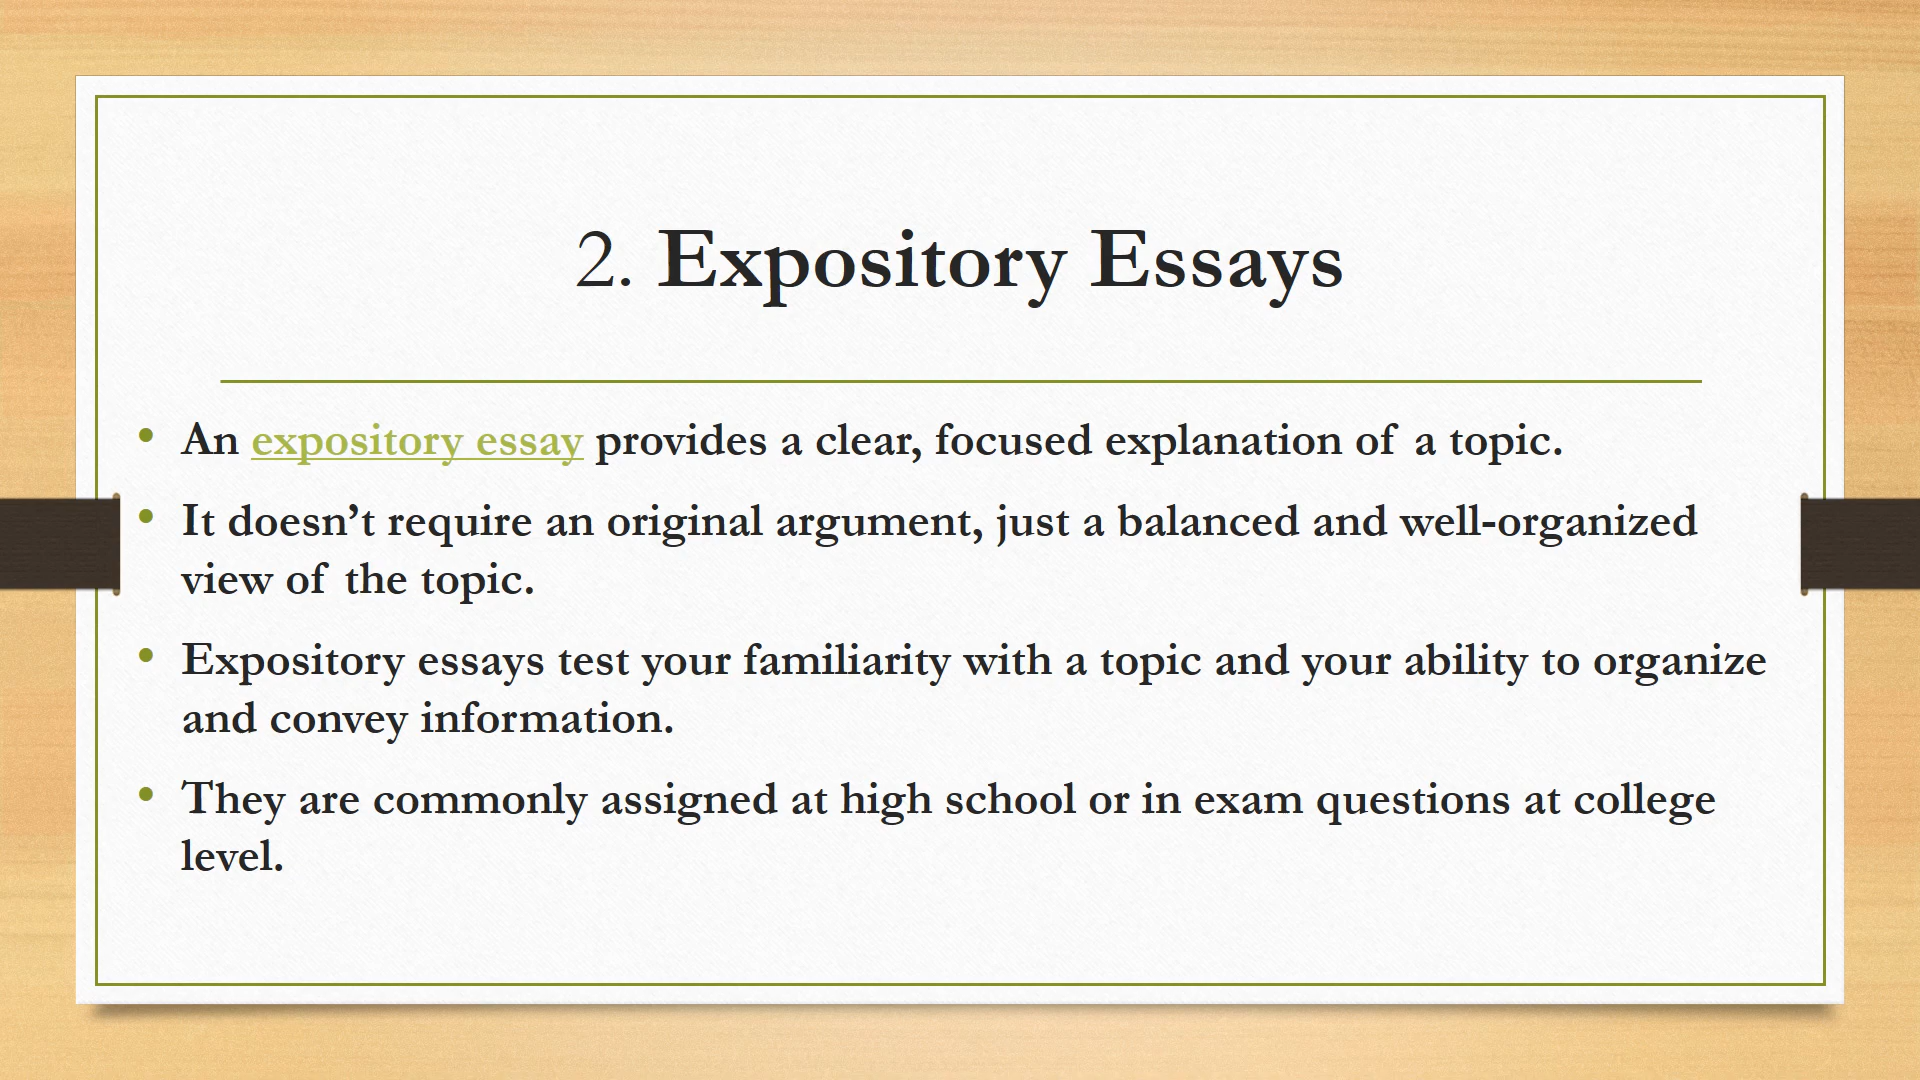 2. Expository Essays
• An expository essay provides a clear, focused explanation of a topic.
• It doesn’t require an original argument, just a balanced and well-organized
view of the topic.
• Expository essays test your familiarity with a topic and your ability to organize
and convey information.
• They are commonly assigned at high school or in exam questions at college
level.